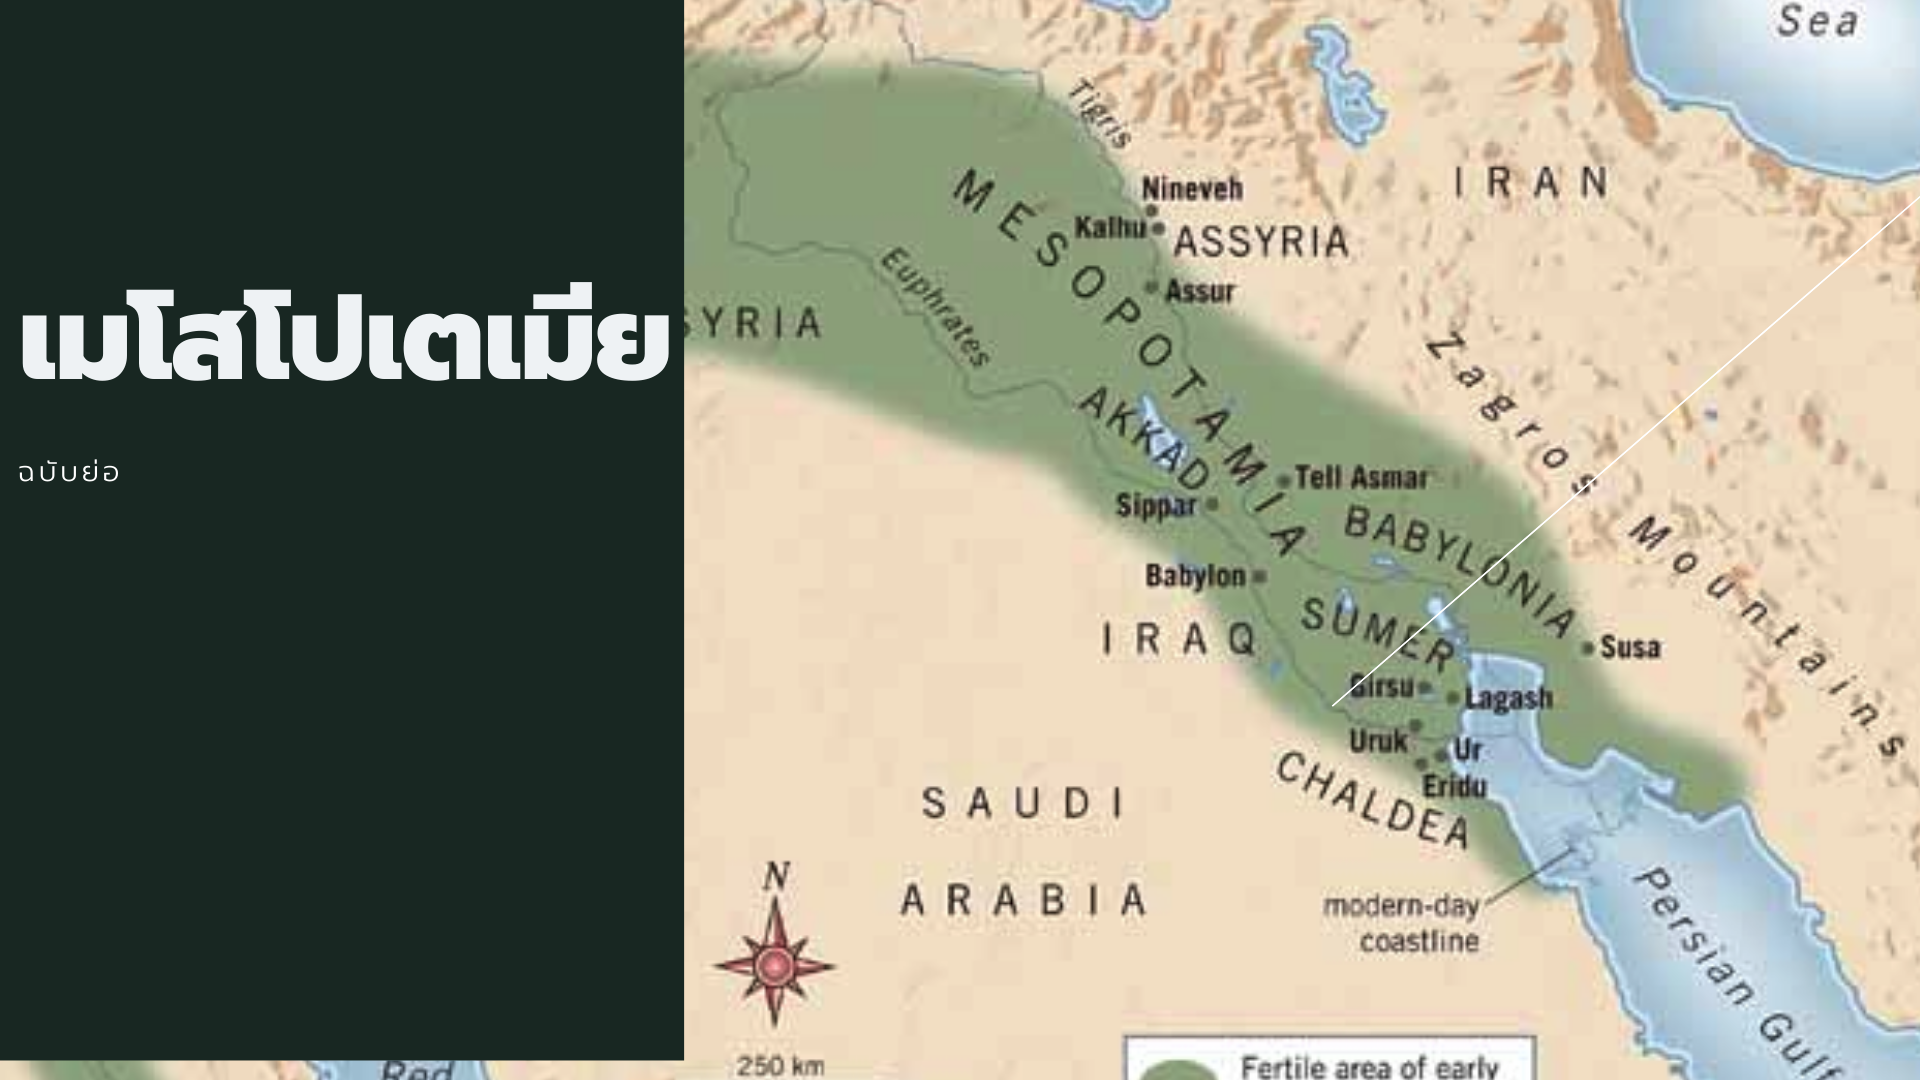 เมโสโปเตเมีย
ฉบับย่อ
Sea
Tigris
IRAN
Nineveh
MESOPOTAMIA
Kalhu
ASSYRIA
Euphrates
Assur
SYRIA
Zagros Mountains
AKKAD
Tell Asmar
Sippar
BABYLONIA
Babylon
SUMER
IRAQ
Susa
Girsu
Lagash
Uruk
Ur
CHALDEA
Eridu
SAUDI
ARABIA
N
modern-day
coastline
Persian Gulf
250 km
Fertile area of early
Red